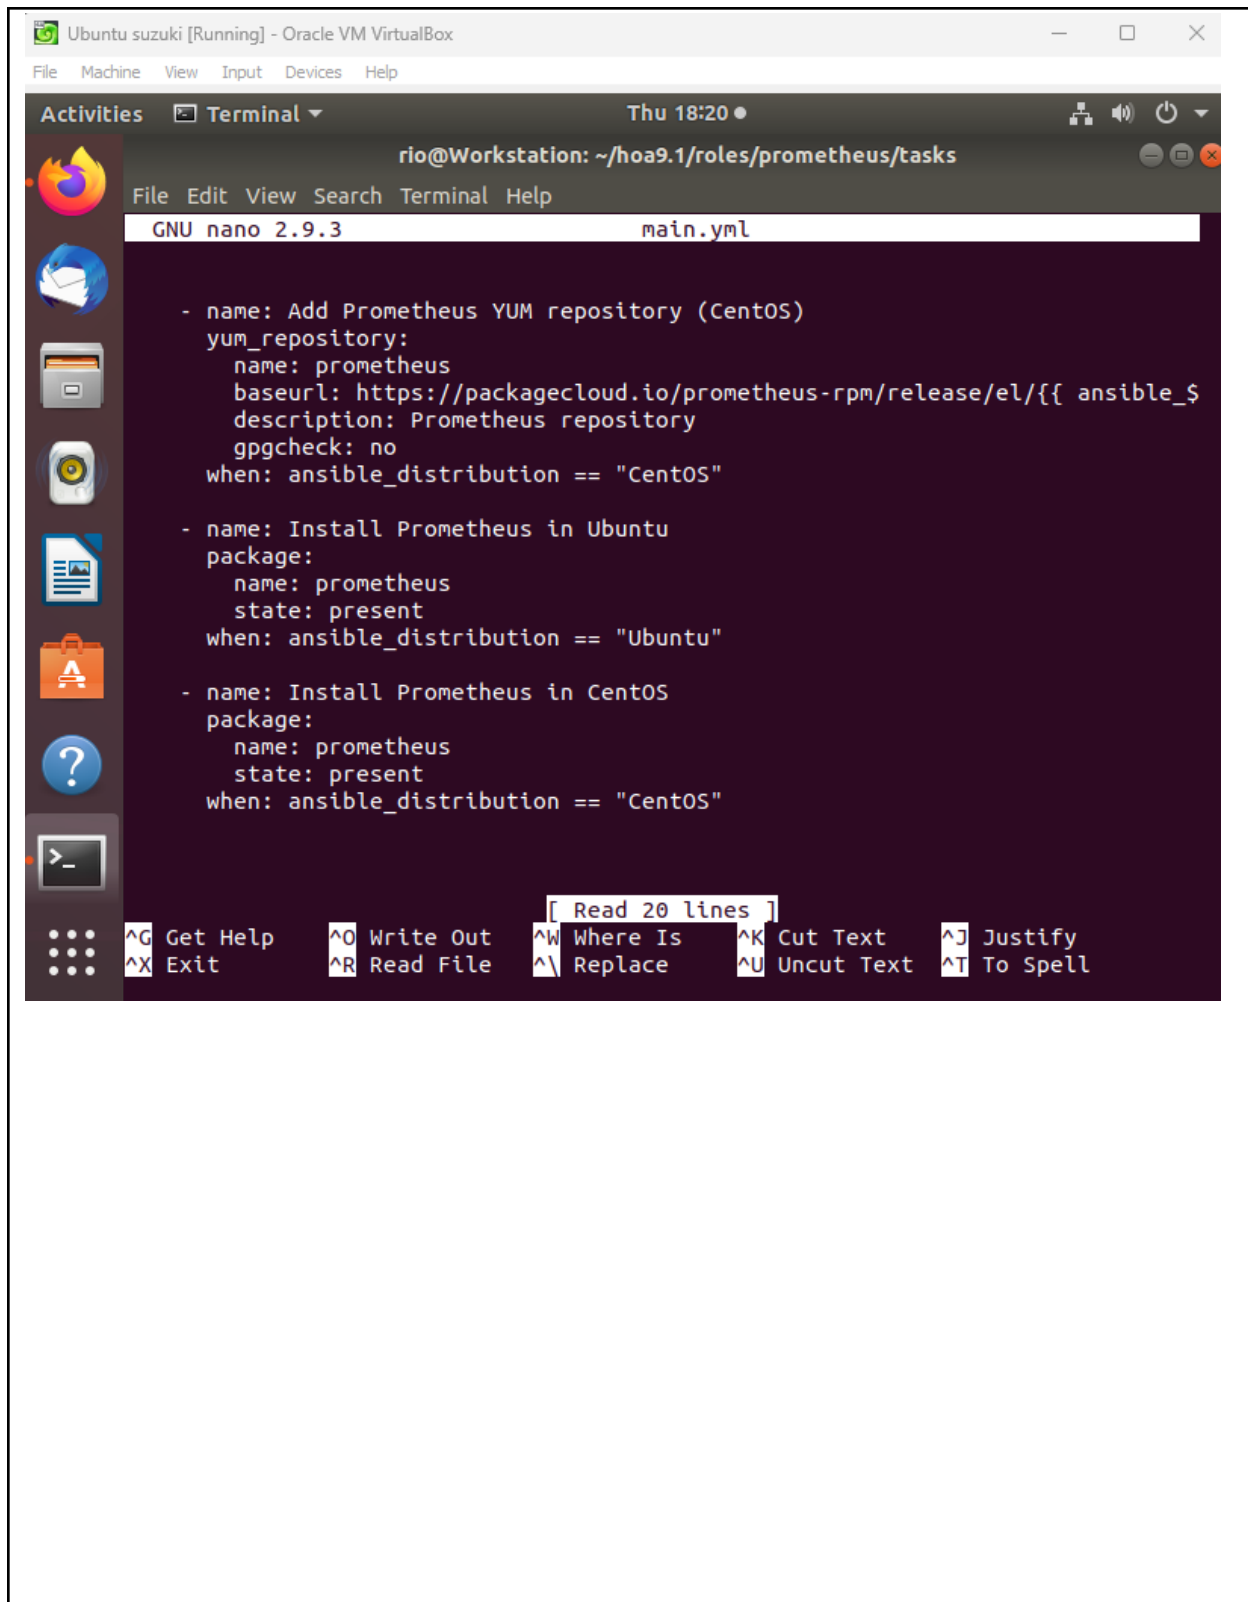 Ubuntu suzuki [Running] - Oracle VM VirtualBox
File Machine View Input Devices Help
Activities Terminal Thu 18:20
rio@Workstation: ~/hoa9.1/roles/prometheus/tasks
File Edit View Search Terminal Help
GNU nano 2.9.3 main.yml
- name: Add Prometheus YUM repository (CentOS)
yum_repository:
name: prometheus
baseurl: https://packagecloud.io/prometheus-rpm/release/el/{{ ansible_$
description: Prometheus repository
gpgcheck: no
when: ansible_distribution == "CentOS"
- name: Install Prometheus in Ubuntu
package:
name: prometheus
state: present
when: ansible_distribution == "Ubuntu"
- name: Install Prometheus in CentOS
package:
name: prometheus
state: present
when: ansible_distribution == "CentOS"
[ Read 20 lines ]
^G Get Help ^O Write Out ^W Where Is ^K Cut Text ^J Justify
^X Exit ^R Read File ^\ Replace ^U Uncut Text ^T To Spell